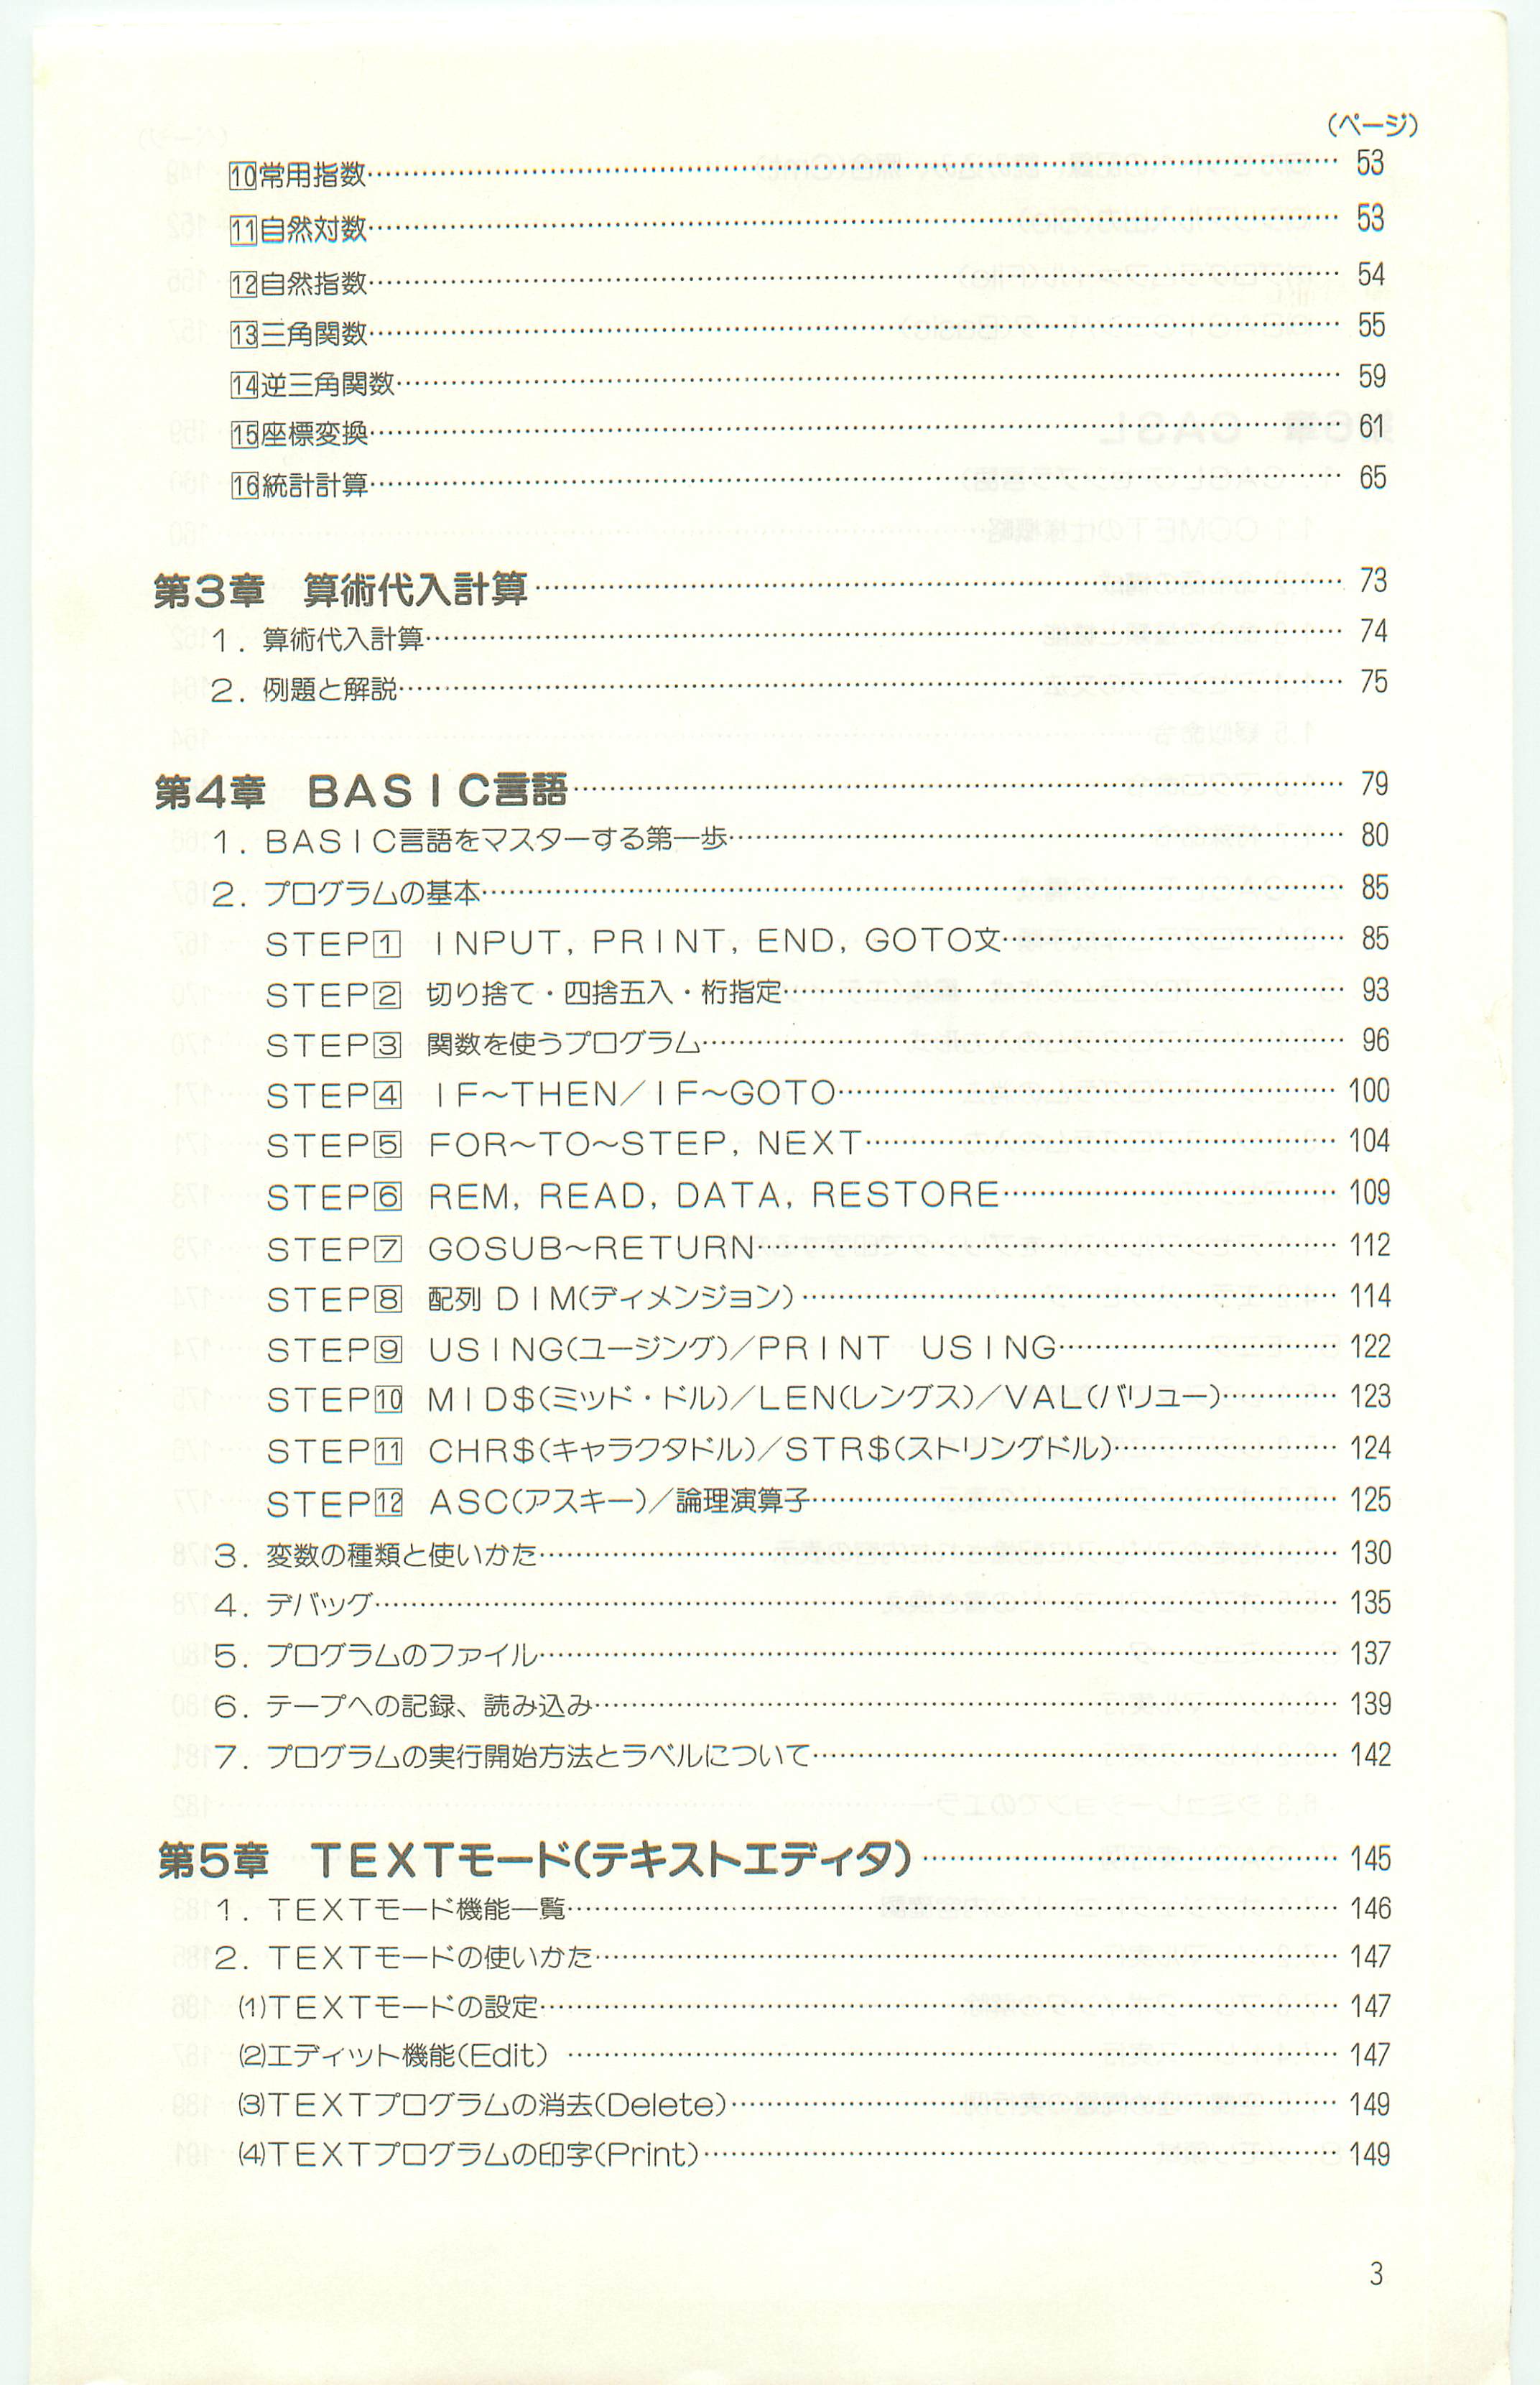 (ページ)
10常用指数…… 53
11自然対数…… 53
12自然指数…… 54
13三角関数…… 55
14逆三角関数…… 59
15座標変換…… 61
16統計計算…… 65
第3章　算術代入計算…… 73
1. 算術代入計算…… 74
2. 例題と解説…… 75
第4章　BASIC言語…… 79
1. BASIC言語をマスターする第一歩…… 80
2. プログラムの基本…… 85
STEP1 INPUT, PRINT, END, GOTO文…… 85
STEP2 切り捨て・四捨五入・桁指定…… 93
STEP3 関数を使うプログラム…… 96
STEP4 IF～THEN／IF～GOTO…… 100
STEP5 FOR～TO～STEP, NEXT…… 104
STEP6 REM, READ, DATA, RESTORE…… 109
STEP7 GOSUB～RETURN…… 112
STEP8 配列 DIM(ディメンジョン)…… 114
STEP9 USING(ユージング)／PRINT USING…… 122
STEP10 MID$(ミッド・ドル)／LEN(レングス)／VAL(バリュー)…… 123
STEP11 CHR$(キャラクタドル)／STR$(ストリングドル)…… 124
STEP12 ASC(アスキー)／論理演算子…… 125
3. 変数の種類と使いかた…… 130
4. デバッグ…… 135
5. プログラムのファイル…… 137
6. テープへの記録、読み込み…… 139
7. プログラムの実行開始方法とラベルについて…… 142
第5章　TEXTモード(テキストエディタ)…… 145
1. TEXTモード機能一覧…… 146
2. TEXTモードの使いかた…… 147
(1)TEXTモードの設定…… 147
(2)エディット機能(Edit)…… 147
(3)TEXTプログラムの消去(Delete)…… 149
(4)TEXTプログラムの印字(Print)…… 149
3